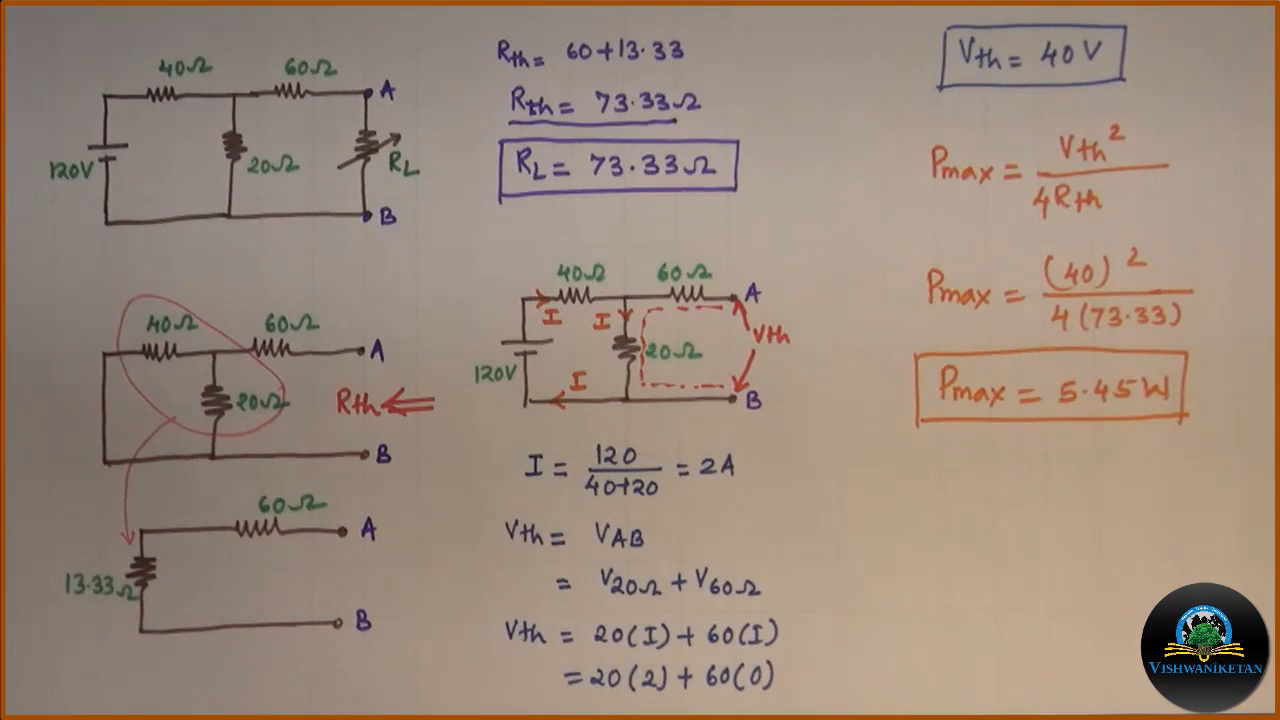 40Ω 60Ω A
120V 20Ω RL
B
40Ω 60Ω A
20Ω Rth
B
60Ω A
13.33Ω
B
Rth = 60+13.33
Rth = 73.33Ω
RL = 73.33Ω
40Ω 60Ω A
I I Vth
20Ω
120V I B
I = 120/40+20 = 2A
Vth = VAB
= V20Ω + V60Ω
Vth = 20(I) + 60(I)
= 20(2) + 60(0)
Vth = 40V
Pmax = Vth²/4Rth
Pmax = (40)²/4(73.33)
Pmax = 5.45W
VISHWANIKETAN